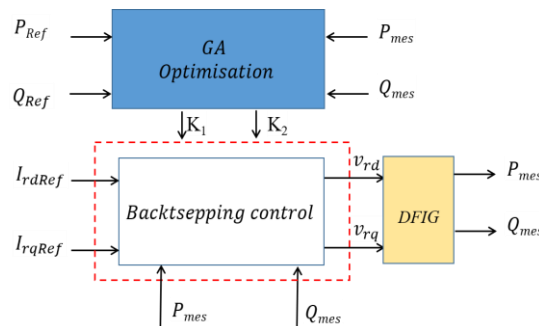 P_Ref
GA
Optimisation
P_mes
Q_Ref
Q_mes
K_1
K_2
I_rdRef
v_rd
P_mes
Backtsepping control
DFIG
I_rqRef
v_rq
Q_mes
P_mes
Q_mes